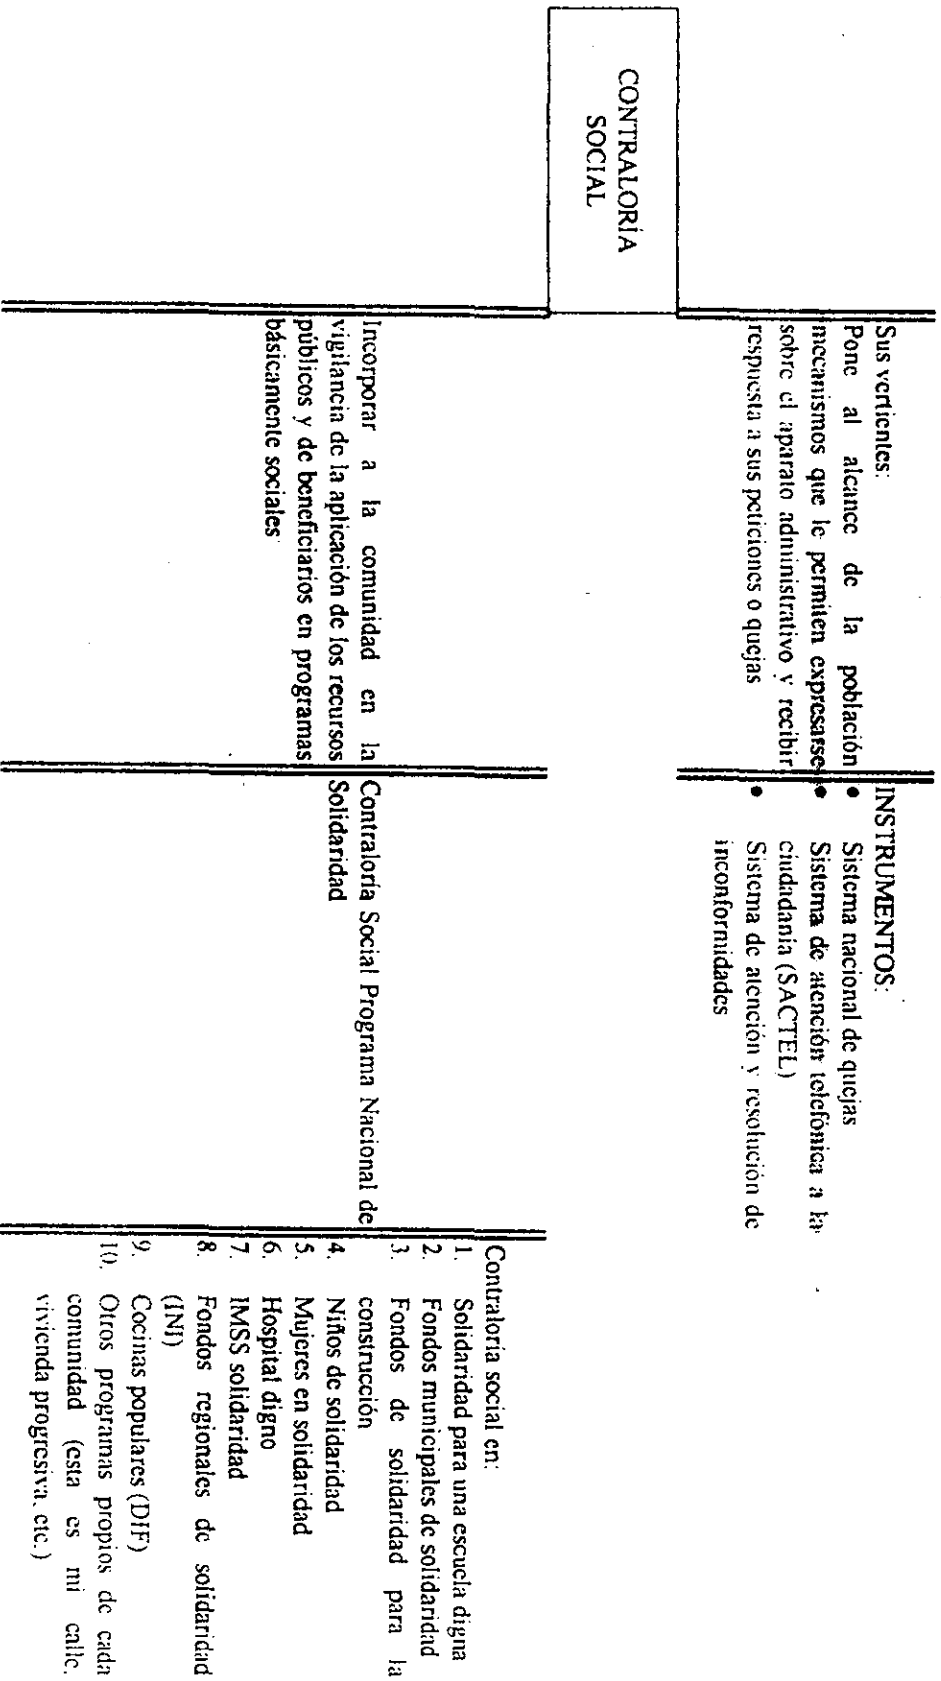 CONTRALORÍA
SOCIAL
Sus vertientes:
Pone al alcance de la población
mecanismos que le permiten expresarse
sobre el aparato administrativo y recibir
respuesta a sus peticiones o quejas
INSTRUMENTOS:
• Sistema nacional de quejas
• Sistema de atención telefónica a la
ciudadanía (SACTEL)
• Sistema de atención y resolución de
inconformidades
Incorporar a la comunidad en la
vigilancia de la aplicación de los recursos
públicos y de beneficiarios en programas
básicamente sociales
Contraloría Social Programa Nacional de
Solidaridad
Contraloría social en:
1. Solidaridad para una escuela digna
2. Fondos municipales de solidaridad
3. Fondos de solidaridad para la
construcción
4. Niños de solidaridad
5. Mujeres en solidaridad
6. Hospital digno
7. IMSS solidaridad
8. Fondos regionales de solidaridad
(INI)
9. Cocinas populares (DIF)
10. Otros programas propios de cada
comunidad (esta es mi calle,
vivienda progresiva, etc.)